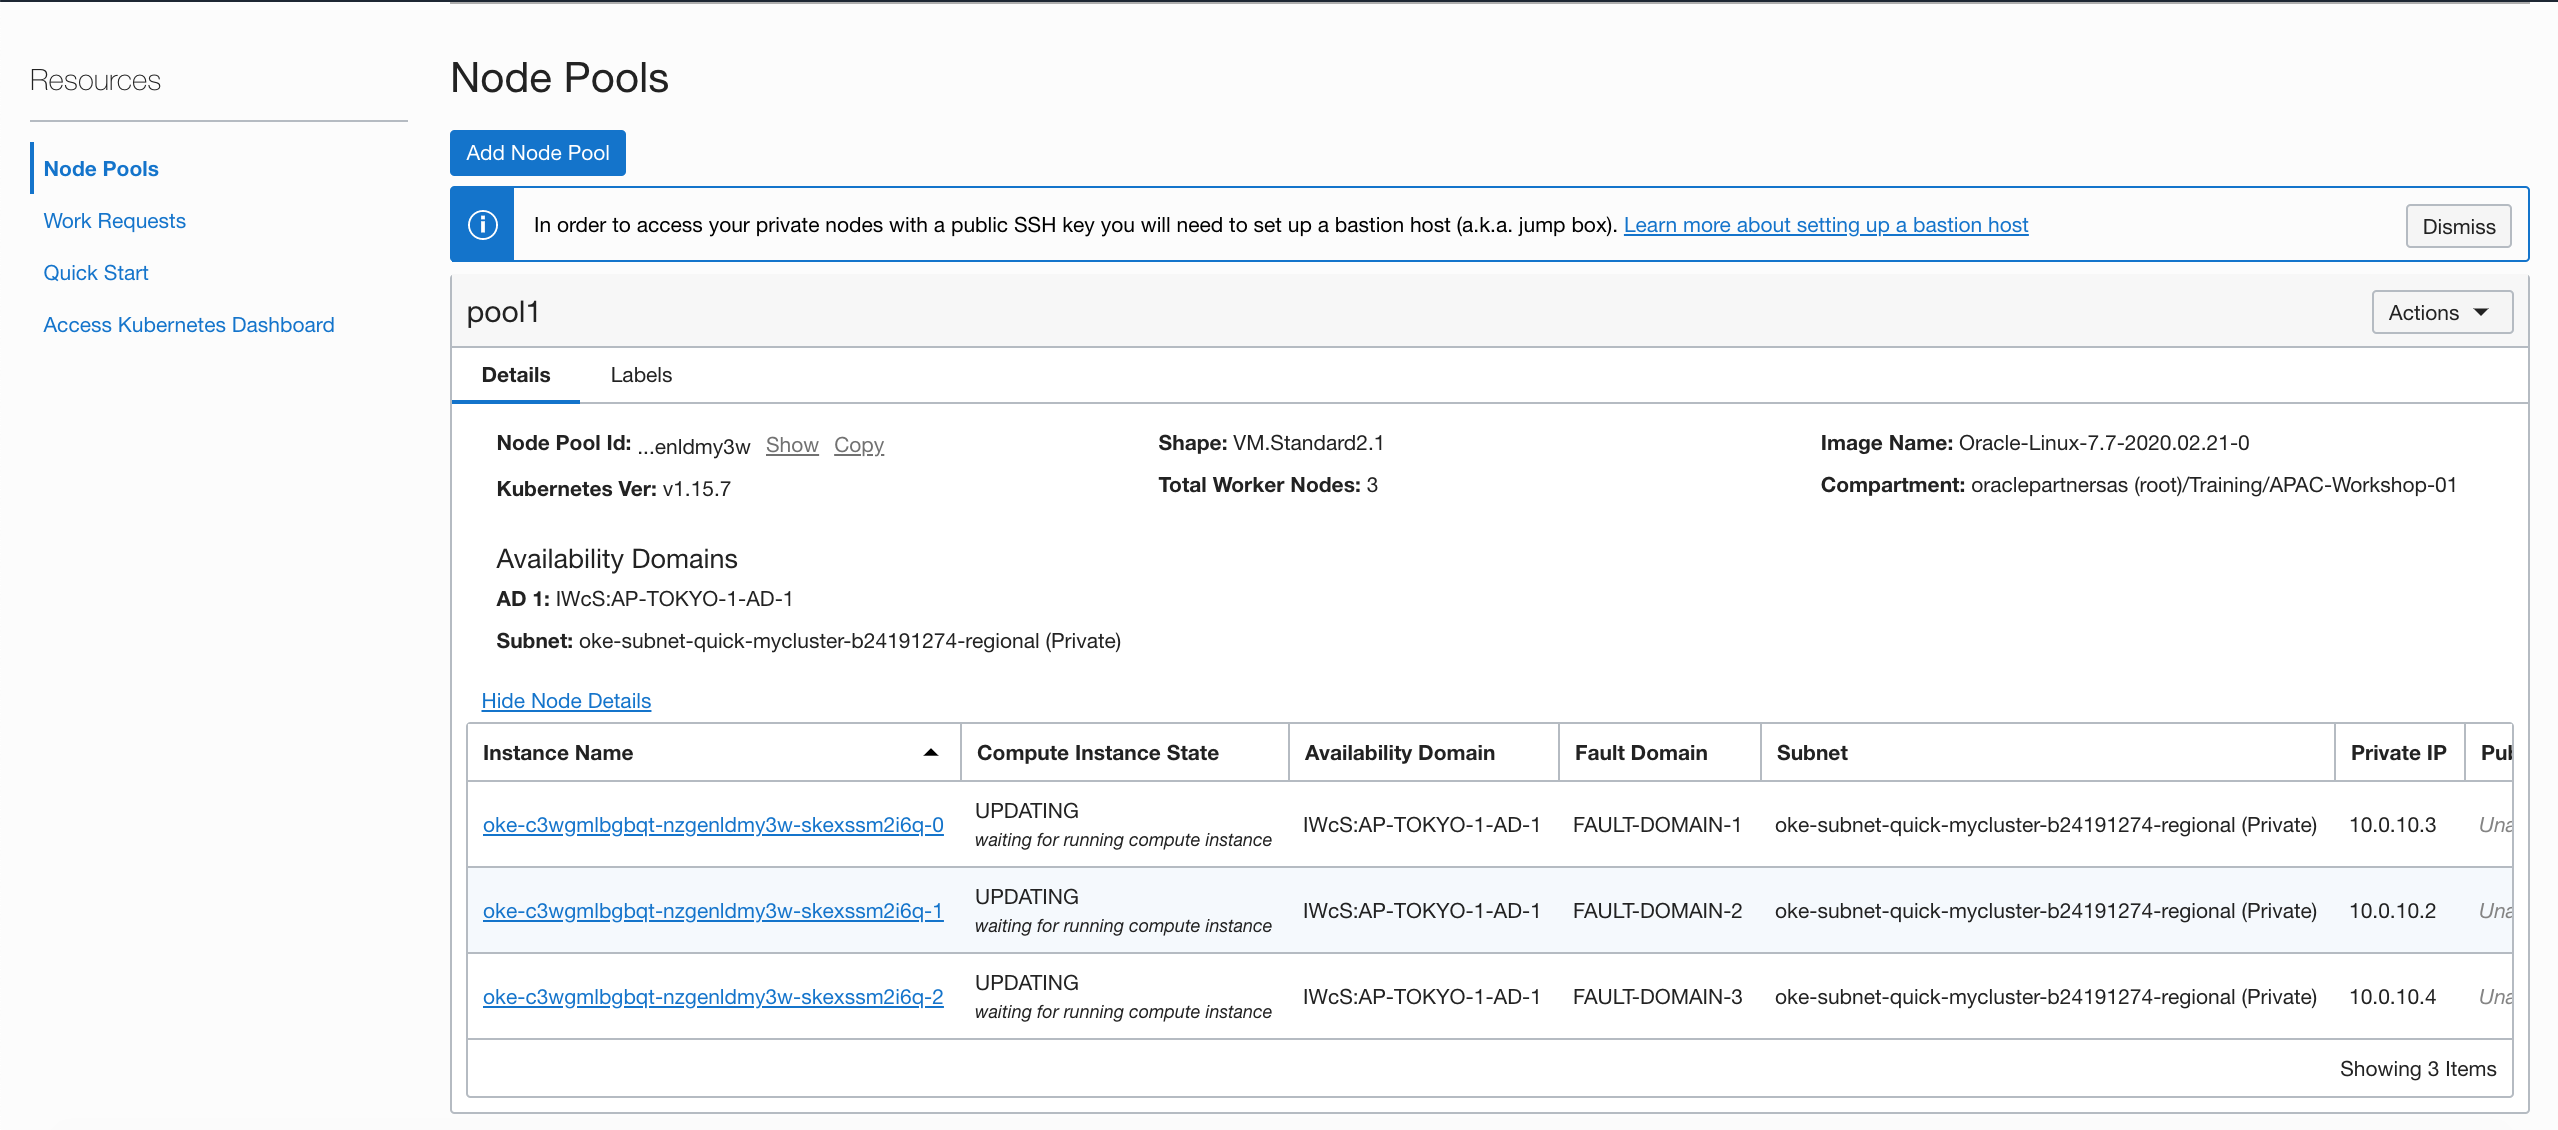 Resources
Node Pools
Work Requests
Quick Start
Access Kubernetes Dashboard
Node Pools
Add Node Pool
In order to access your private nodes with a public SSH key you will need to set up a bastion host (a.k.a. jump box). Learn more about setting up a bastion host
Dismiss
pool1
Actions
Details Labels
Node Pool Id: ...enldmy3w Show Copy
Kubernetes Ver: v1.15.7
Shape: VM.Standard2.1
Total Worker Nodes: 3
Image Name: Oracle-Linux-7.7-2020.02.21-0
Compartment: oraclepartnersas (root)/Training/APAC-Workshop-01
Availability Domains
AD 1: IWcS:AP-TOKYO-1-AD-1
Subnet: oke-subnet-quick-mycluster-b24191274-regional (Private)
Hide Node Details
Instance Name Compute Instance State Availability Domain Fault Domain Subnet Private IP
oke-c3wgmlbgbqt-nzgenldmy3w-skexssm2i6q-0 UPDATING IWcS:AP-TOKYO-1-AD-1 FAULT-DOMAIN-1 oke-subnet-quick-mycluster-b24191274-regional (Private) 10.0.10.3
waiting for running compute instance
oke-c3wgmlbgbqt-nzgenldmy3w-skexssm2i6q-1 UPDATING IWcS:AP-TOKYO-1-AD-1 FAULT-DOMAIN-2 oke-subnet-quick-mycluster-b24191274-regional (Private) 10.0.10.2
waiting for running compute instance
oke-c3wgmlbgbqt-nzgenldmy3w-skexssm2i6q-2 UPDATING IWcS:AP-TOKYO-1-AD-1 FAULT-DOMAIN-3 oke-subnet-quick-mycluster-b24191274-regional (Private) 10.0.10.4
waiting for running compute instance
Showing 3 Items